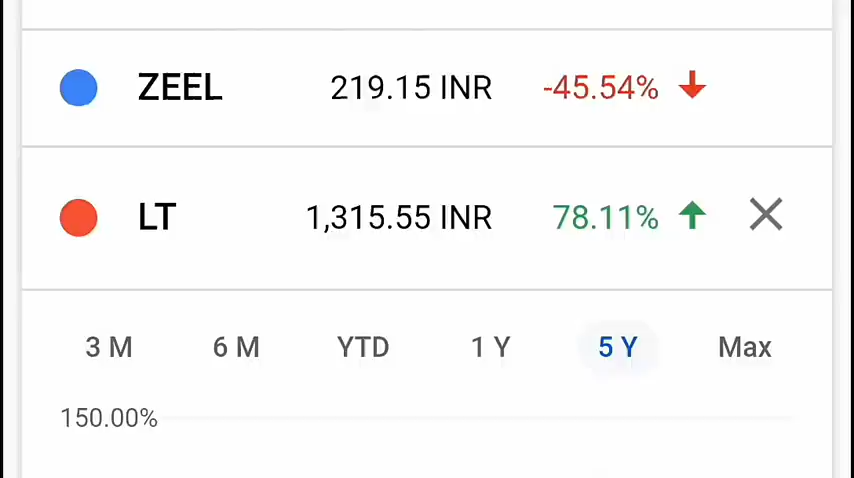 ZEEL 219.15 INR -45.54%
LT 1,315.55 INR 78.11%
3 M 6 M YTD 1 Y 5 Y Max
150.00%